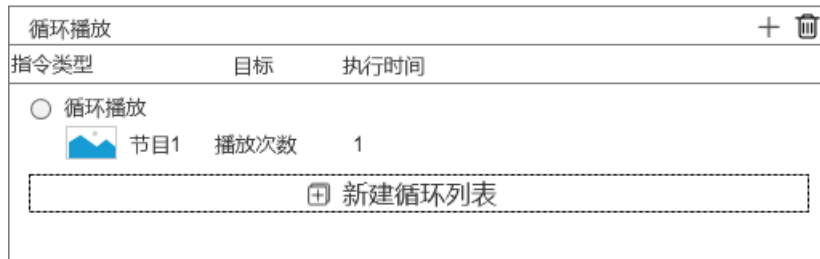 循环播放
指令类型 目标 执行时间
循环播放
节目1 播放次数 1
新建循环列表